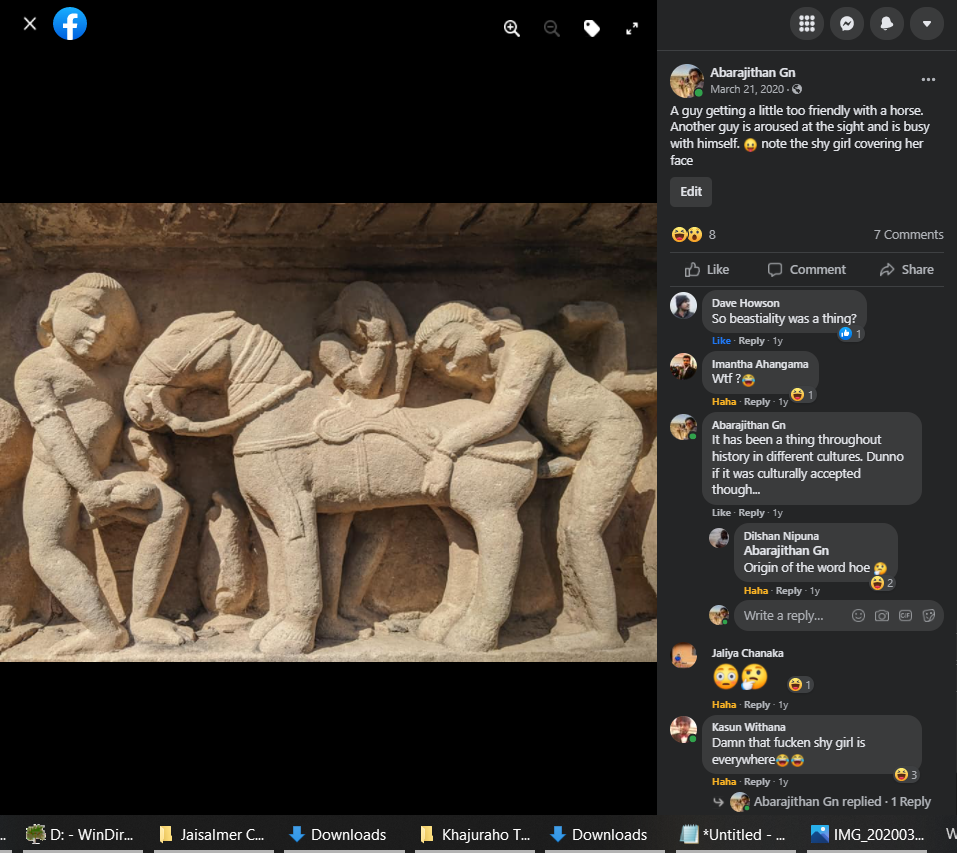 Abarajithan Gn
March 21, 2020 ·
A guy getting a little too friendly with a horse.
Another guy is aroused at the sight and is busy
with himself. 😛 note the shy girl covering her
face
Edit
8
7 Comments
Like
Comment
Share
Dave Howson
So beastiality was a thing?
1
Like · Reply · 1y
Imantha Ahangama
Wtf ?😂
1
Haha · Reply · 1y
Abarajithan Gn
It has been a thing throughout
history in different cultures. Dunno
if it was culturally accepted
though...
Like · Reply · 1y
Dilshan Nipuna
Abarajithan Gn
Origin of the word hoe 🤔
2
Haha · Reply · 1y
Write a reply...
GIF
Jaliya Chanaka
😳🤔
1
Haha · Reply · 1y
Kasun Withana
Damn that fucken shy girl is
everywhere😂😂
3
Haha · Reply · 1y
Abarajithan Gn replied · 1 Reply
D: - WinDir...
Jaisalmer C...
Downloads
Khajuraho T...
Downloads
*Untitled - ...
IMG_202003...
W